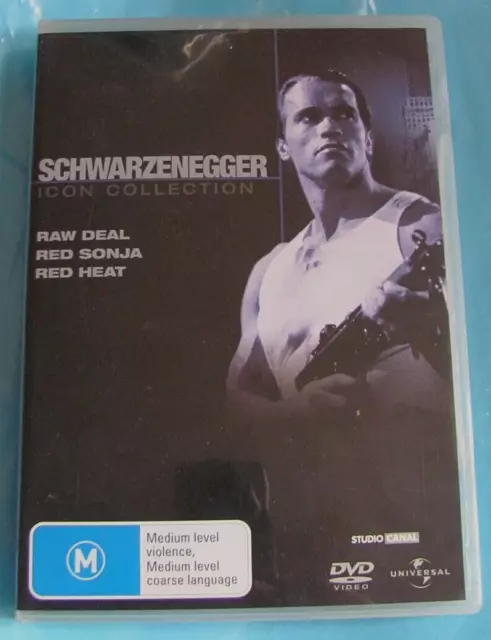 SCHWARZENEGGER
ICON COLLECTION
RAW DEAL
RED SONJA
RED HEAT
M
Medium level
violence,
Medium level
coarse language
STUDIO CANAL
DVD
VIDEO
UNIVERSAL